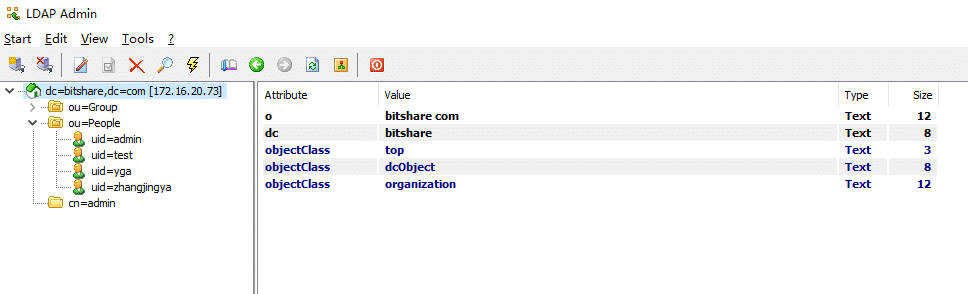 LDAP Admin
Start Edit View Tools ?
dc=bitshare,dc=com [172.16.20.73]
ou=Group
ou=People
uid=admin
uid=test
uid=yga
uid=zhangjingya
cn=admin
Attribute Value Type Size
o bitshare com Text 12
dc bitshare Text 8
objectClass top Text 3
objectClass dcObject Text 8
objectClass organization Text 12